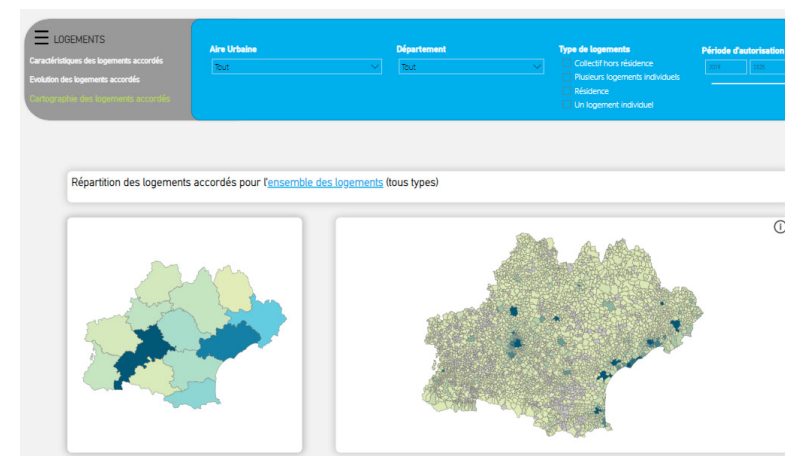 LOGEMENTS
Caractéristiques des logements accordés
Evolution des logements accordés
Cartographie des logements accordés
Aire Urbaine
Tout
Département
Tout
Type de logements
Collectif hors résidence
Plusieurs logements individuels
Résidence
Un logement individuel
Période d'autorisation
2019
Répartition des logements accordés pour l'ensemble des logements (tous types)